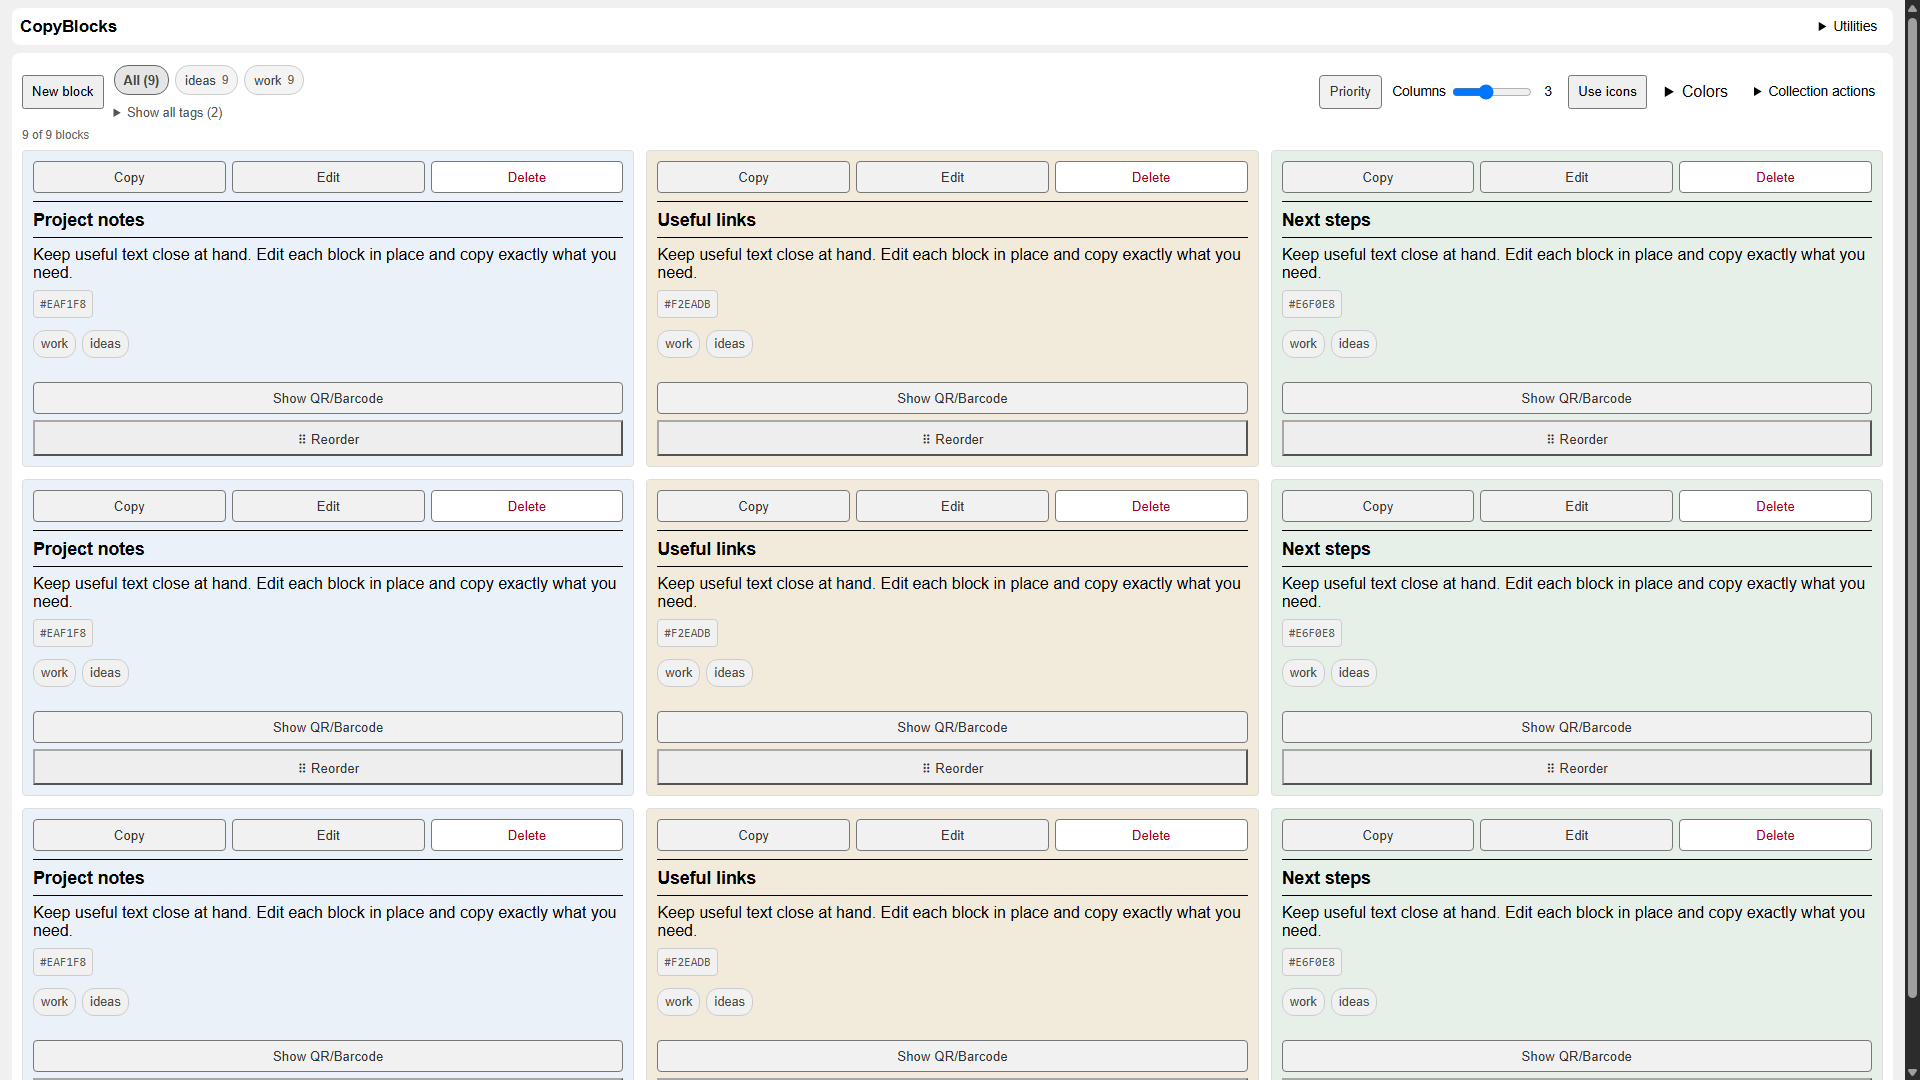 CopyBlocks
▶ Utilities
New block
All (9) ideas 9 work 9
▶ Show all tags (2)
Priority Columns 3 Use icons ▶ Colors ▶ Collection actions
9 of 9 blocks
Copy Edit Delete
Project notes
Keep useful text close at hand. Edit each block in place and copy exactly what you
need.
#EAF1F8
work ideas
Show QR/Barcode
⠿ Reorder
Copy Edit Delete
Useful links
Keep useful text close at hand. Edit each block in place and copy exactly what you
need.
#F2EADB
work ideas
Show QR/Barcode
⠿ Reorder
Copy Edit Delete
Next steps
Keep useful text close at hand. Edit each block in place and copy exactly what you
need.
#E6F0E8
work ideas
Show QR/Barcode
⠿ Reorder
Copy Edit Delete
Project notes
Keep useful text close at hand. Edit each block in place and copy exactly what you
need.
#EAF1F8
work ideas
Show QR/Barcode
⠿ Reorder
Copy Edit Delete
Useful links
Keep useful text close at hand. Edit each block in place and copy exactly what you
need.
#F2EADB
work ideas
Show QR/Barcode
⠿ Reorder
Copy Edit Delete
Next steps
Keep useful text close at hand. Edit each block in place and copy exactly what you
need.
#E6F0E8
work ideas
Show QR/Barcode
⠿ Reorder
Copy Edit Delete
Project notes
Keep useful text close at hand. Edit each block in place and copy exactly what you
need.
#EAF1F8
work ideas
Show QR/Barcode
Copy Edit Delete
Useful links
Keep useful text close at hand. Edit each block in place and copy exactly what you
need.
#F2EADB
work ideas
Show QR/Barcode
Copy Edit Delete
Next steps
Keep useful text close at hand. Edit each block in place and copy exactly what you
need.
#E6F0E8
work ideas
Show QR/Barcode